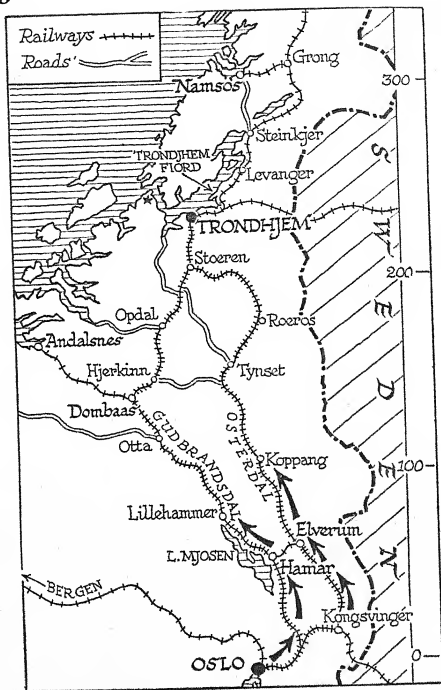 Railways
Roads
Grong
Namsos
300
Steinkjer
TRONDJHEM
FIORD
Levanger
S
TRONDHJEM
W
Stoeren
200
E
Opdal
Roeros
Andalsnes
Hjerkinn
Tynset
D
Dombaas
GUDBRANDSDAL
OSTERDAL
Otta
E
Koppang
100
Lillehammer
Elverum
N
L. MJOSEN
Hamar
BERGEN
Kongsvinger
OSLO
0